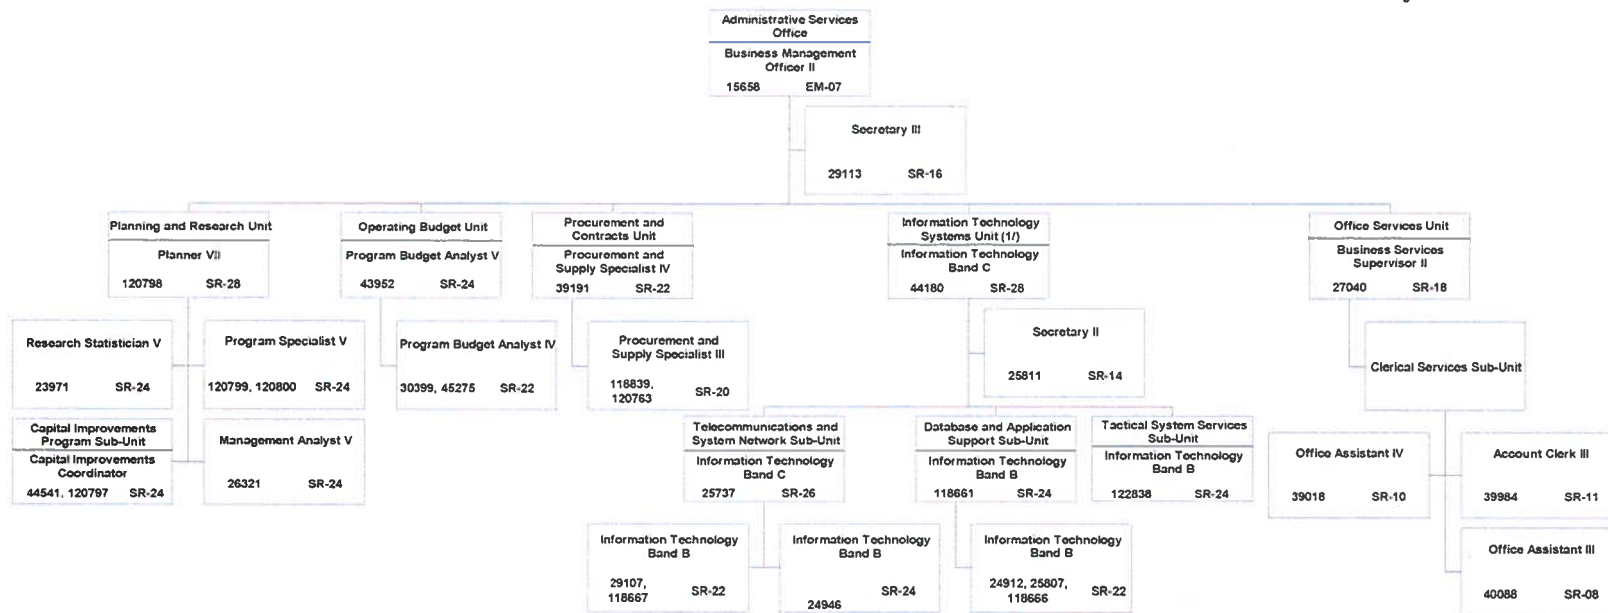 Administrative Services
Office
Business Management
Officer II
15658 EM-07
Secretary III
29113 SR-16
Planning and Research Unit
Planner VII
120798 SR-28
Operating Budget Unit
Program Budget Analyst V
43952 SR-24
Procurement and
Contracts Unit
Procurement and
Supply Specialist IV
39191 SR-22
Information Technology
Systems Unit (1/)
Information Technology
Band C
44180 SR-28
Office Services Unit
Business Services
Supervisor II
27040 SR-18
Research Statistician V
23971 SR-24
Program Specialist V
120799, 120800 SR-24
Program Budget Analyst IV
30399, 45275 SR-22
Procurement and
Supply Specialist III
118839,
120763 SR-20
Secretary II
25811 SR-14
Clerical Services Sub-Unit
Capital Improvements
Program Sub-Unit
Capital Improvements
Coordinator
44541, 120797 SR-24
Management Analyst V
26321 SR-24
Telecommunications and
System Network Sub-Unit
Information Technology
Band C
25737 SR-26
Database and Application
Support Sub-Unit
Information Technology
Band B
118661 SR-24
Tactical System Services
Sub-Unit
Information Technology
Band B
122838 SR-24
Office Assistant IV
39018 SR-10
Account Clerk III
39984 SR-11
Information Technology
Band B
29107,
118667 SR-22
Information Technology
Band B
SR-24
24946
Information Technology
Band B
24912, 25807,
118666 SR-22
Office Assistant III
40088 SR-08